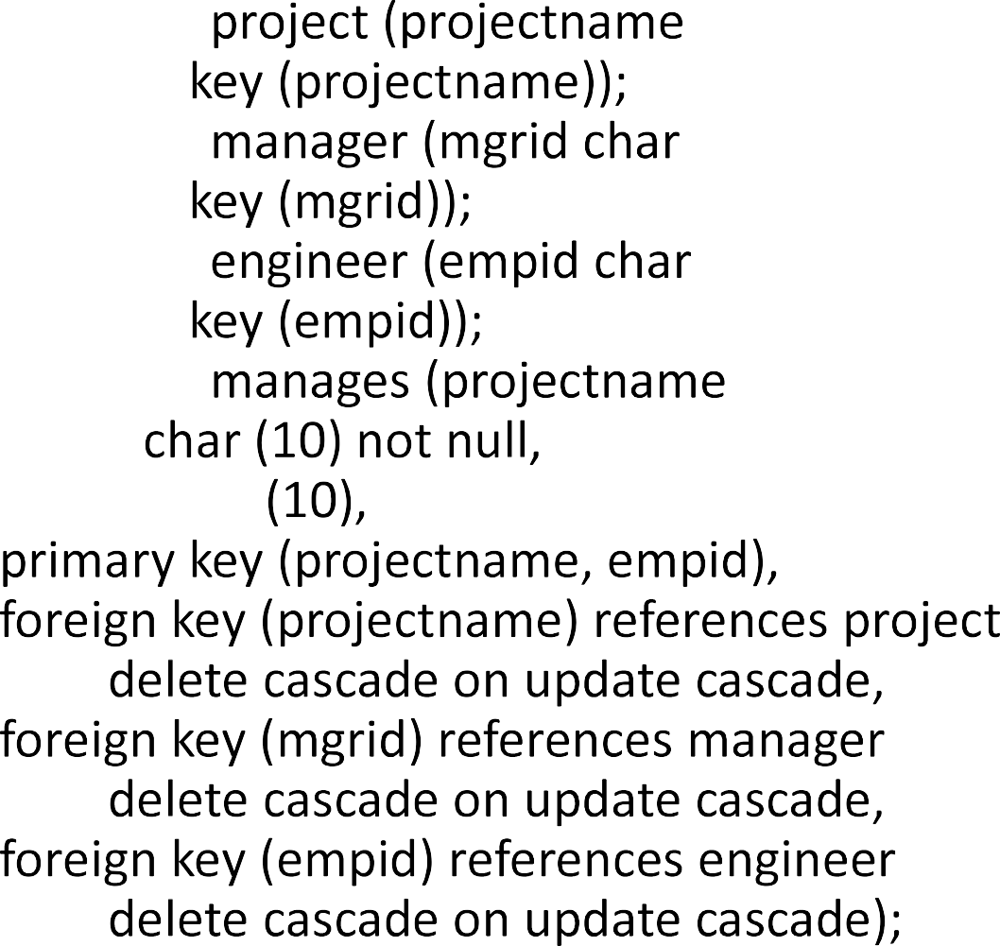 project (projectname
key (projectname));
manager (mgrid char
key (mgrid));
engineer (empid char
key (empid));
manages (projectname
char (10) not null,
(10),
primary key (projectname, empid),
foreign key (projectname) references project
delete cascade on update cascade,
foreign key (mgrid) references manager
delete cascade on update cascade,
foreign key (empid) references engineer
delete cascade on update cascade);